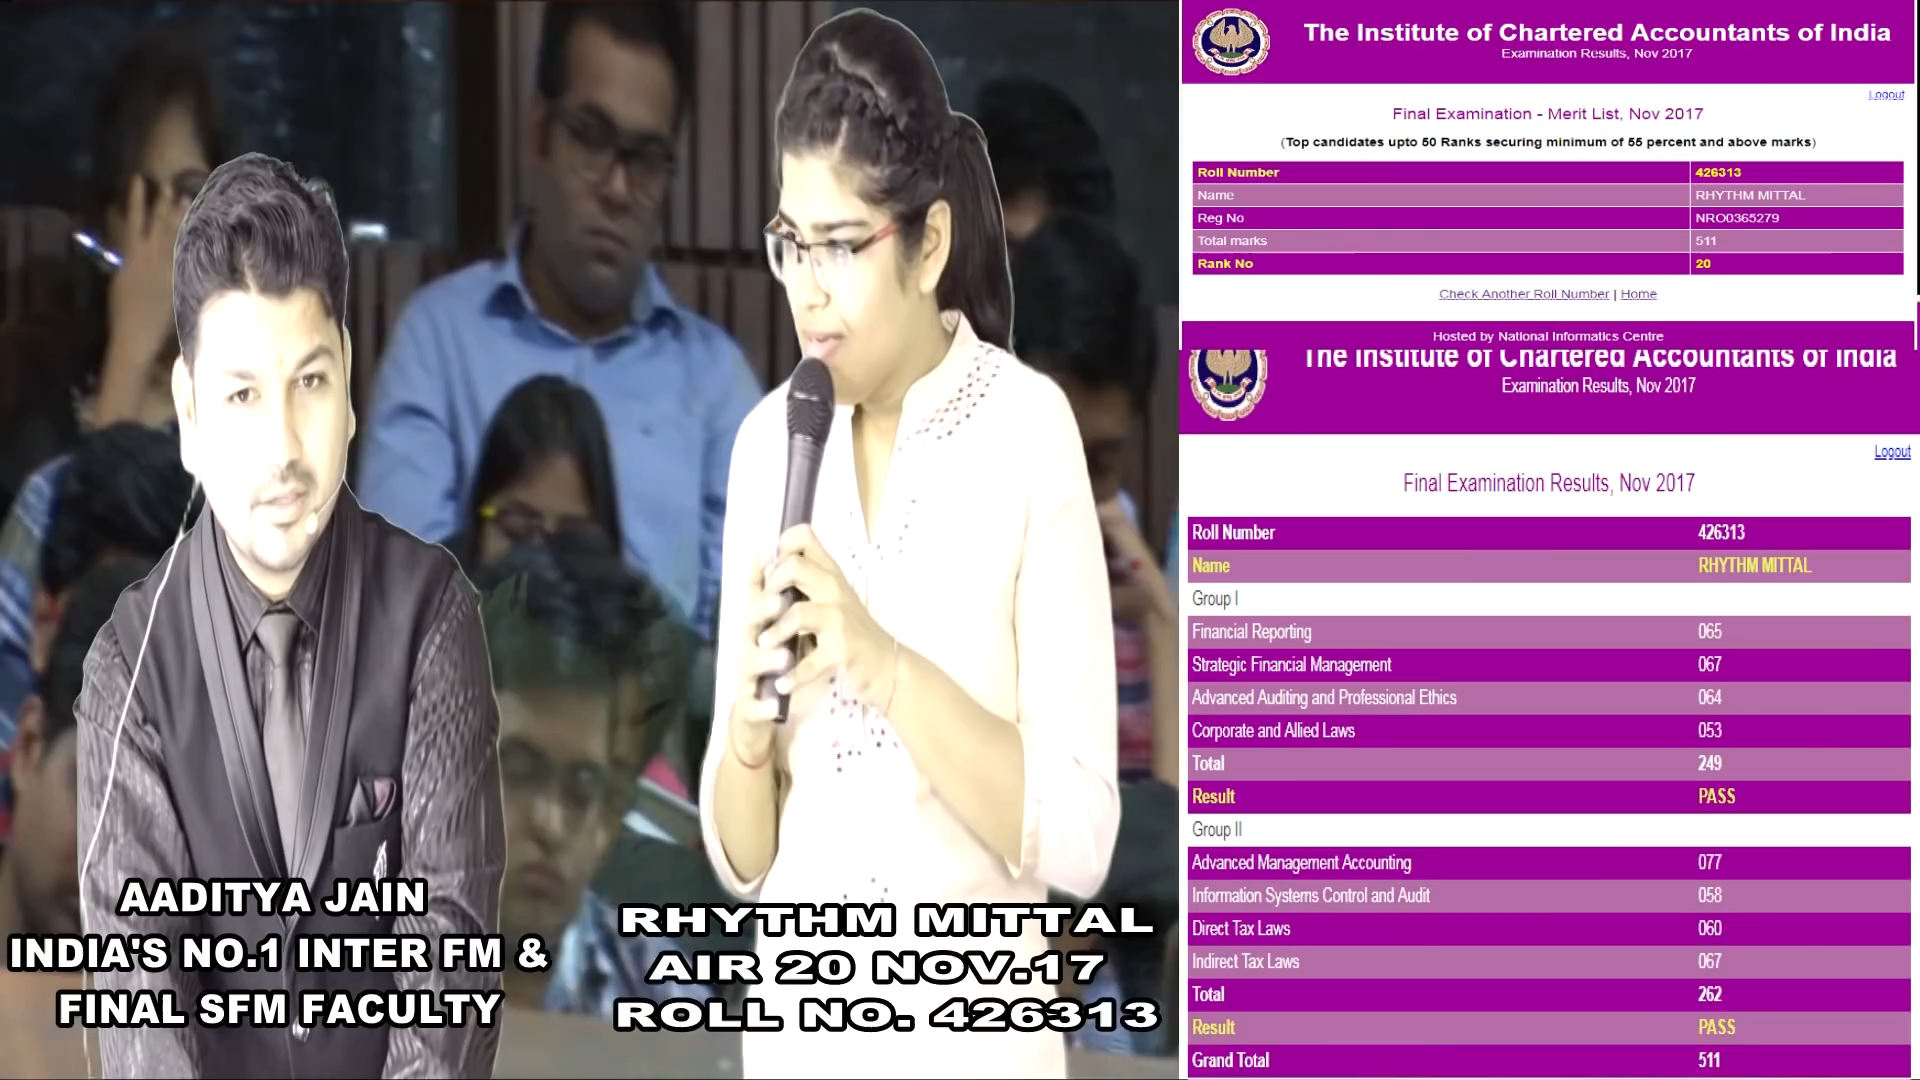 AADITYA JAIN
INDIA'S NO.1 INTER FM &
FINAL SFM FACULTY
RHYTHM MITTAL
AIR 20 NOV.17
ROLL NO. 426313
The Institute of Chartered Accountants of India
Examination Results, Nov 2017
Logout
Final Examination - Merit List, Nov 2017
(Top candidates upto 50 Ranks securing minimum of 55 percent and above marks)
Roll Number 426313
Name RHYTHM MITTAL
Reg No NRO0365279
Total marks 511
Rank No 20
Check Another Roll Number | Home
Hosted by National Informatics Centre
The Institute of Chartered Accountants of India
Examination Results, Nov 2017
Logout
Final Examination Results, Nov 2017
Roll Number 426313
Name RHYTHM MITTAL
Group I
Financial Reporting 065
Strategic Financial Management 067
Advanced Auditing and Professional Ethics 064
Corporate and Allied Laws 053
Total 249
Result PASS
Group II
Advanced Management Accounting 077
Information Systems Control and Audit 058
Direct Tax Laws 060
Indirect Tax Laws 067
Total 262
Result PASS
Grand Total 511